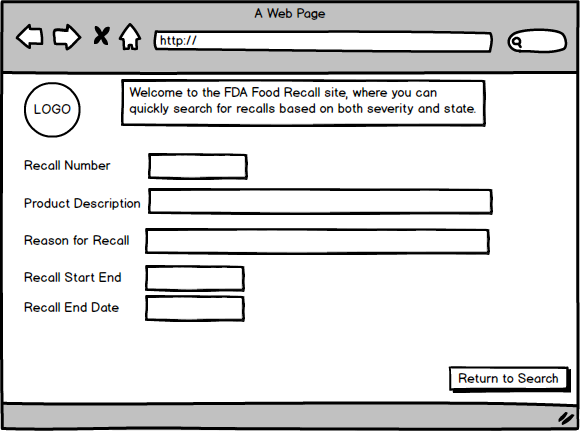 A Web Page
http://
LOGO
Welcome to the FDA Food Recall site, where you can
quickly search for recalls based on both severity and state.
Recall Number
Product Description
Reason for Recall
Recall Start End
Recall End Date
Return to Search